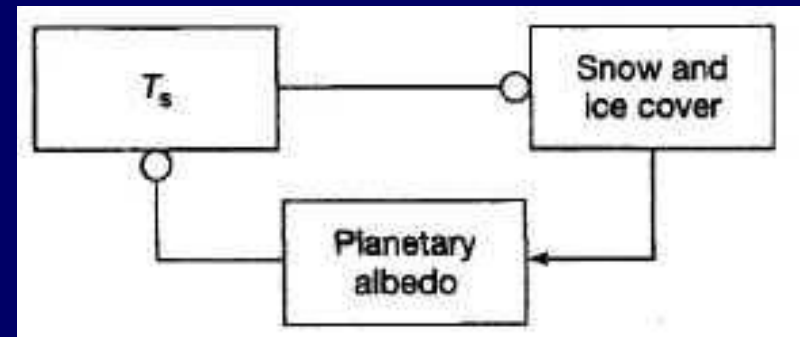 Tₛ
Snow and
ice cover
Planetary
albedo